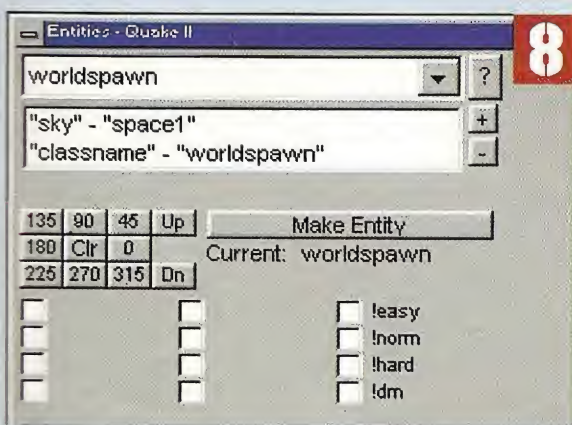 Entities - Quake II
8
worldspawn
?
"sky" - "space1"
+
"classname" - "worldspawn"
-
135 90 45 Up
Make Entity
180 Clr 0
Current: worldspawn
225 270 315 Dn
!easy
!norm
!hard
!dm